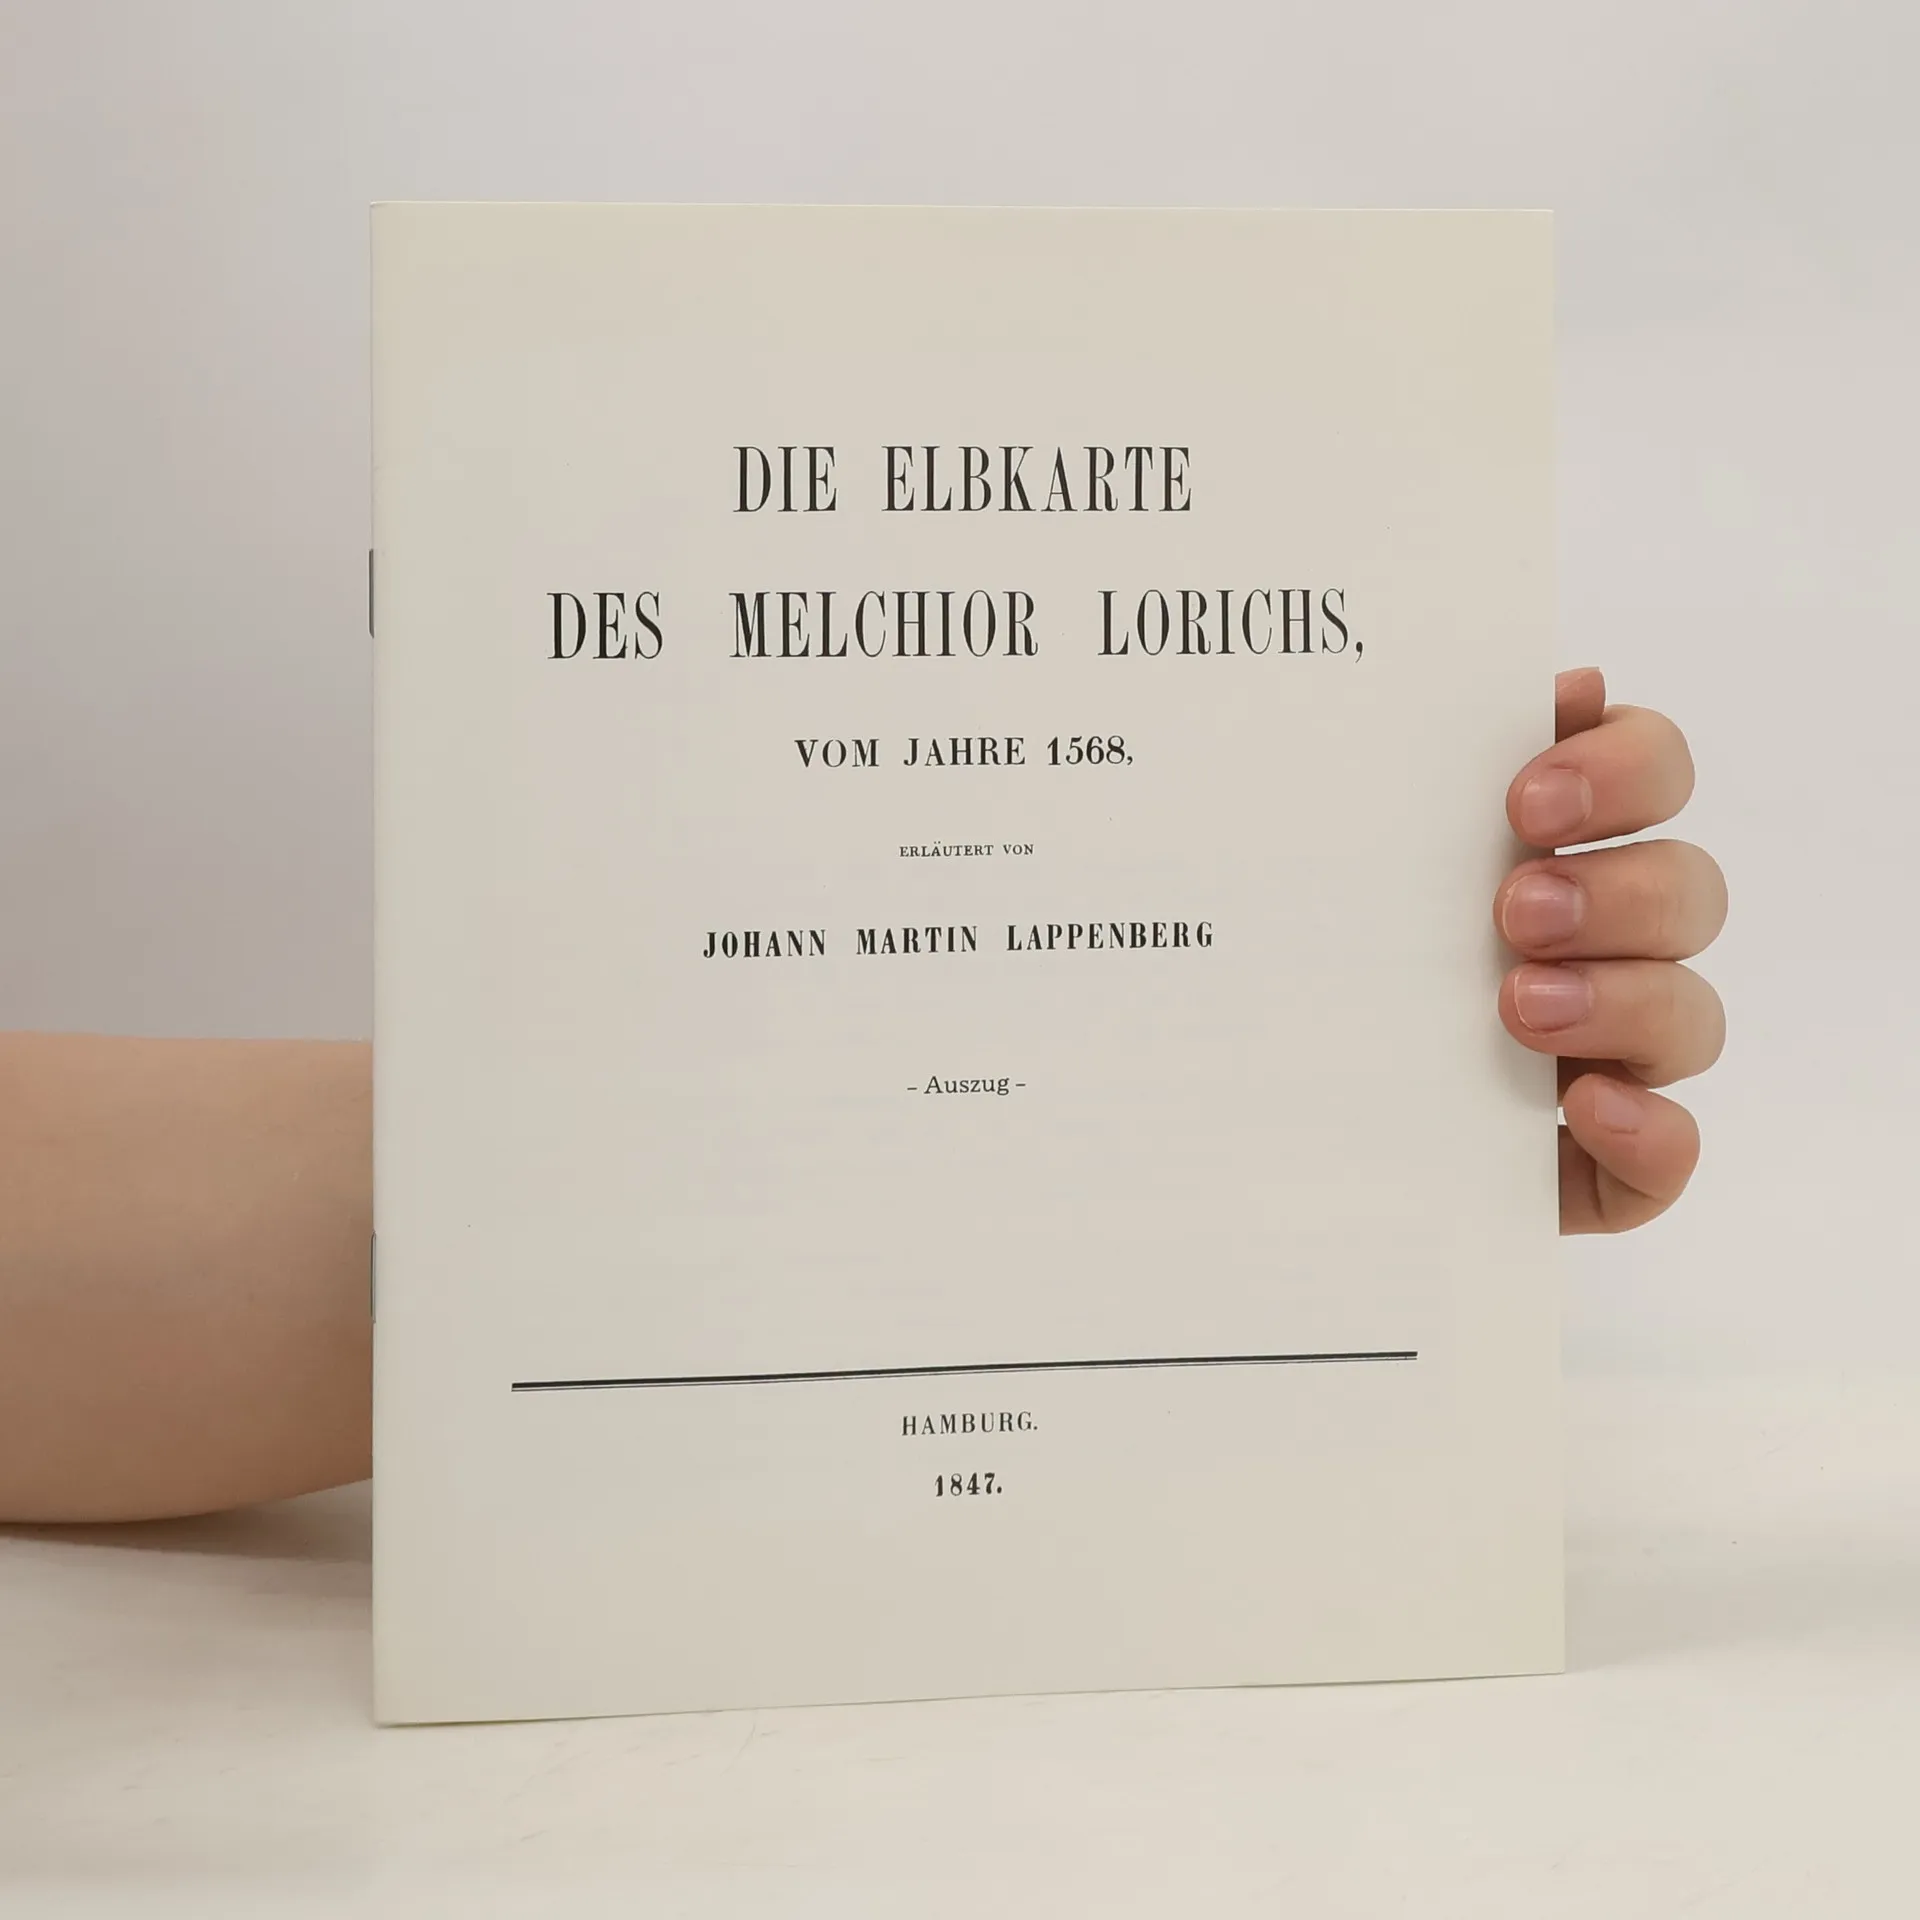 DIE ELBKARTE
DES MELCHIOR LORICHS,
VOM JAHRE 1568,
ERLÄUTERT VON
JOHANN MARTIN LAPPENBERG
– Auszug –
HAMBURG.
1847.